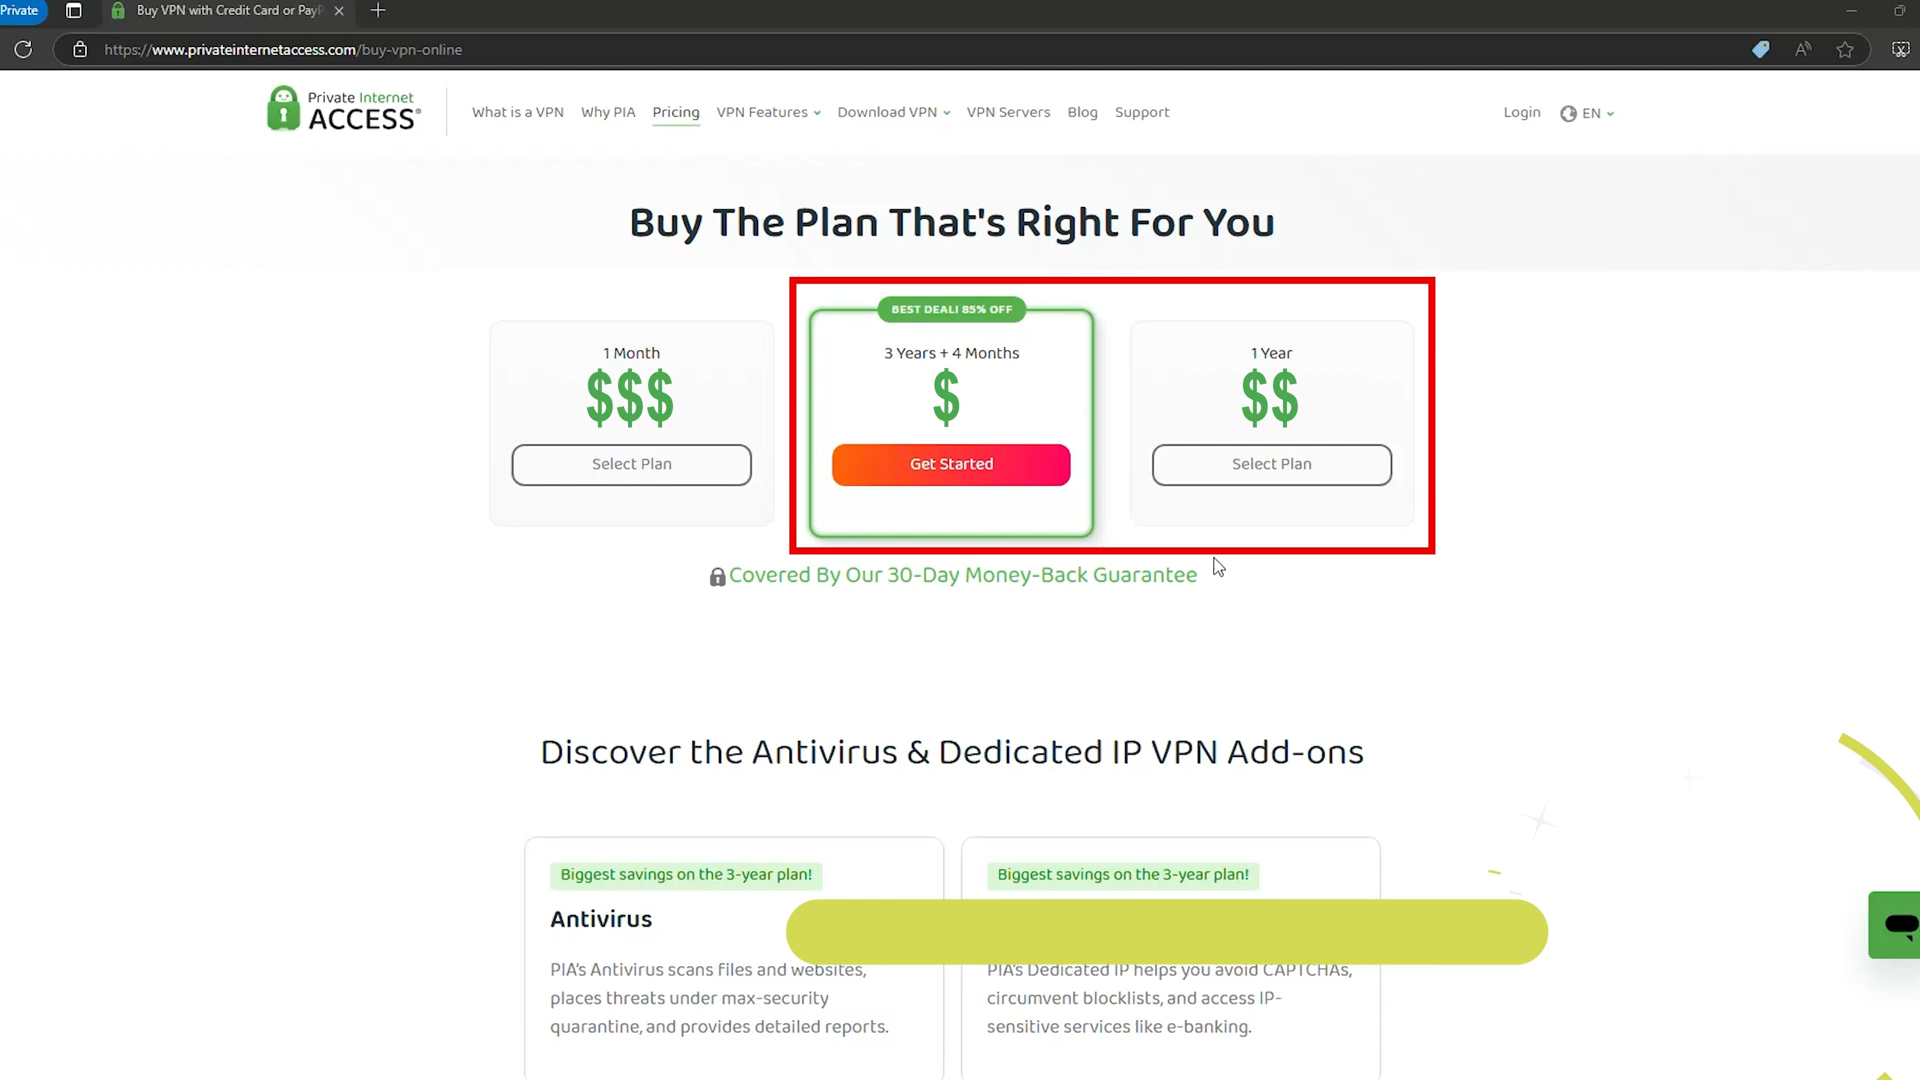 Private
Buy VPN with Credit Card or PayP
https://www.privateinternetaccess.com/buy-vpn-online
Private Internet
ACCESS®
What is a VPN
Why PIA
Pricing
VPN Features
Download VPN
VPN Servers
Blog
Support
Login
EN
Buy The Plan That's Right For You
BEST DEAL! 85% OFF
1 Month
$$$
Select Plan
3 Years + 4 Months
$
Get Started
1 Year
$$
Select Plan
Covered By Our 30-Day Money-Back Guarantee
Discover the Antivirus & Dedicated IP VPN Add-ons
Biggest savings on the 3-year plan!
Antivirus
PIA's Antivirus scans files and websites,
places threats under max-security
quarantine, and provides detailed reports.
Biggest savings on the 3-year plan!
PIA's Dedicated IP helps you avoid CAPTCHAs,
circumvent blocklists, and access IP-
sensitive services like e-banking.